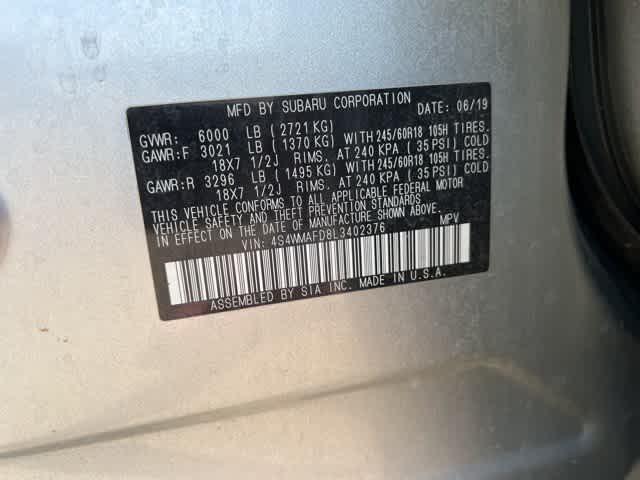 MFD BY SUBARU CORPORATION DATE: 06/19
GVWR: 6000 LB ( 2721 KG)
GAWR:F 3021 LB ( 1370 KG) WITH 245/60R18 105H TIRES.
18X7 1/2J RIMS. AT 240 KPA ( 35 PSI) COLD
GAWR:R 3296 LB ( 1495 KG) WITH 245/60R18 105H TIRES.
18X7 1/2J RIMS. AT 240 KPA ( 35 PSI) COLD
THIS VEHICLE CONFORMS TO ALL APPLICABLE FEDERAL MOTOR
VEHICLE SAFETY AND THEFT PREVENTION STANDARDS
IN EFFECT ON THE DATE OF MANUFACTURE SHOWN ABOVE.
VIN: 4S4WMAFD8L3402376 MPV
ASSEMBLED BY SIA INC. MADE IN U.S.A.